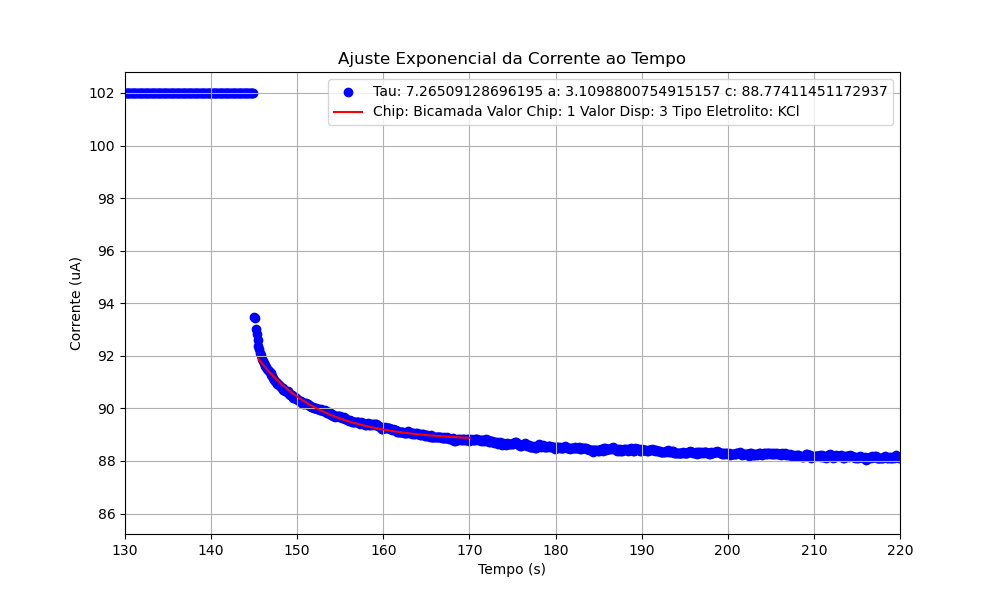 Ajuste Exponencial da Corrente ao Tempo
Tau: 7.26509128696195 a: 3.1098800754915157 c: 88.77411451172937
Chip: Bicamada Valor Chip: 1 Valor Disp: 3 Tipo Eletrolito: KCl
Corrente (uA)
102
100
98
96
94
92
90
88
86
130 140 150 160 170 180 190 200 210 220
Tempo (s)